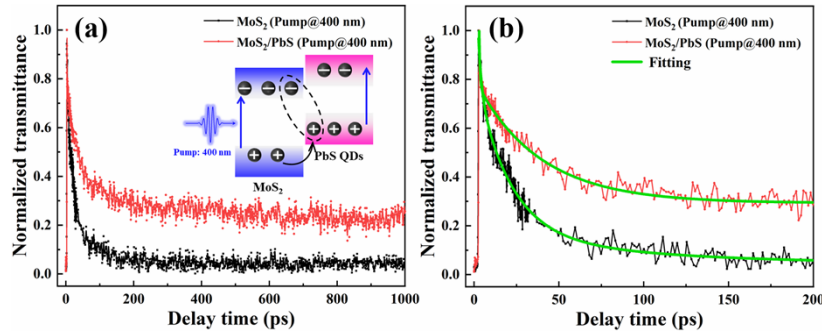 (a)
MoS₂ (Pump@400 nm)
MoS₂/PbS (Pump@400 nm)
Pump: 400 nm
PbS QDs
MoS₂
Normalized transmittance
1.0
0.8
0.6
0.4
0.2
0.0
0 200 400 600 800 1000
Delay time (ps)
(b)
MoS₂ (Pump@400 nm)
MoS₂/PbS (Pump@400 nm)
Fitting
Normalized transmittance
1.0
0.8
0.6
0.4
0.2
0.0
0 50 100 150 200
Delay time (ps)